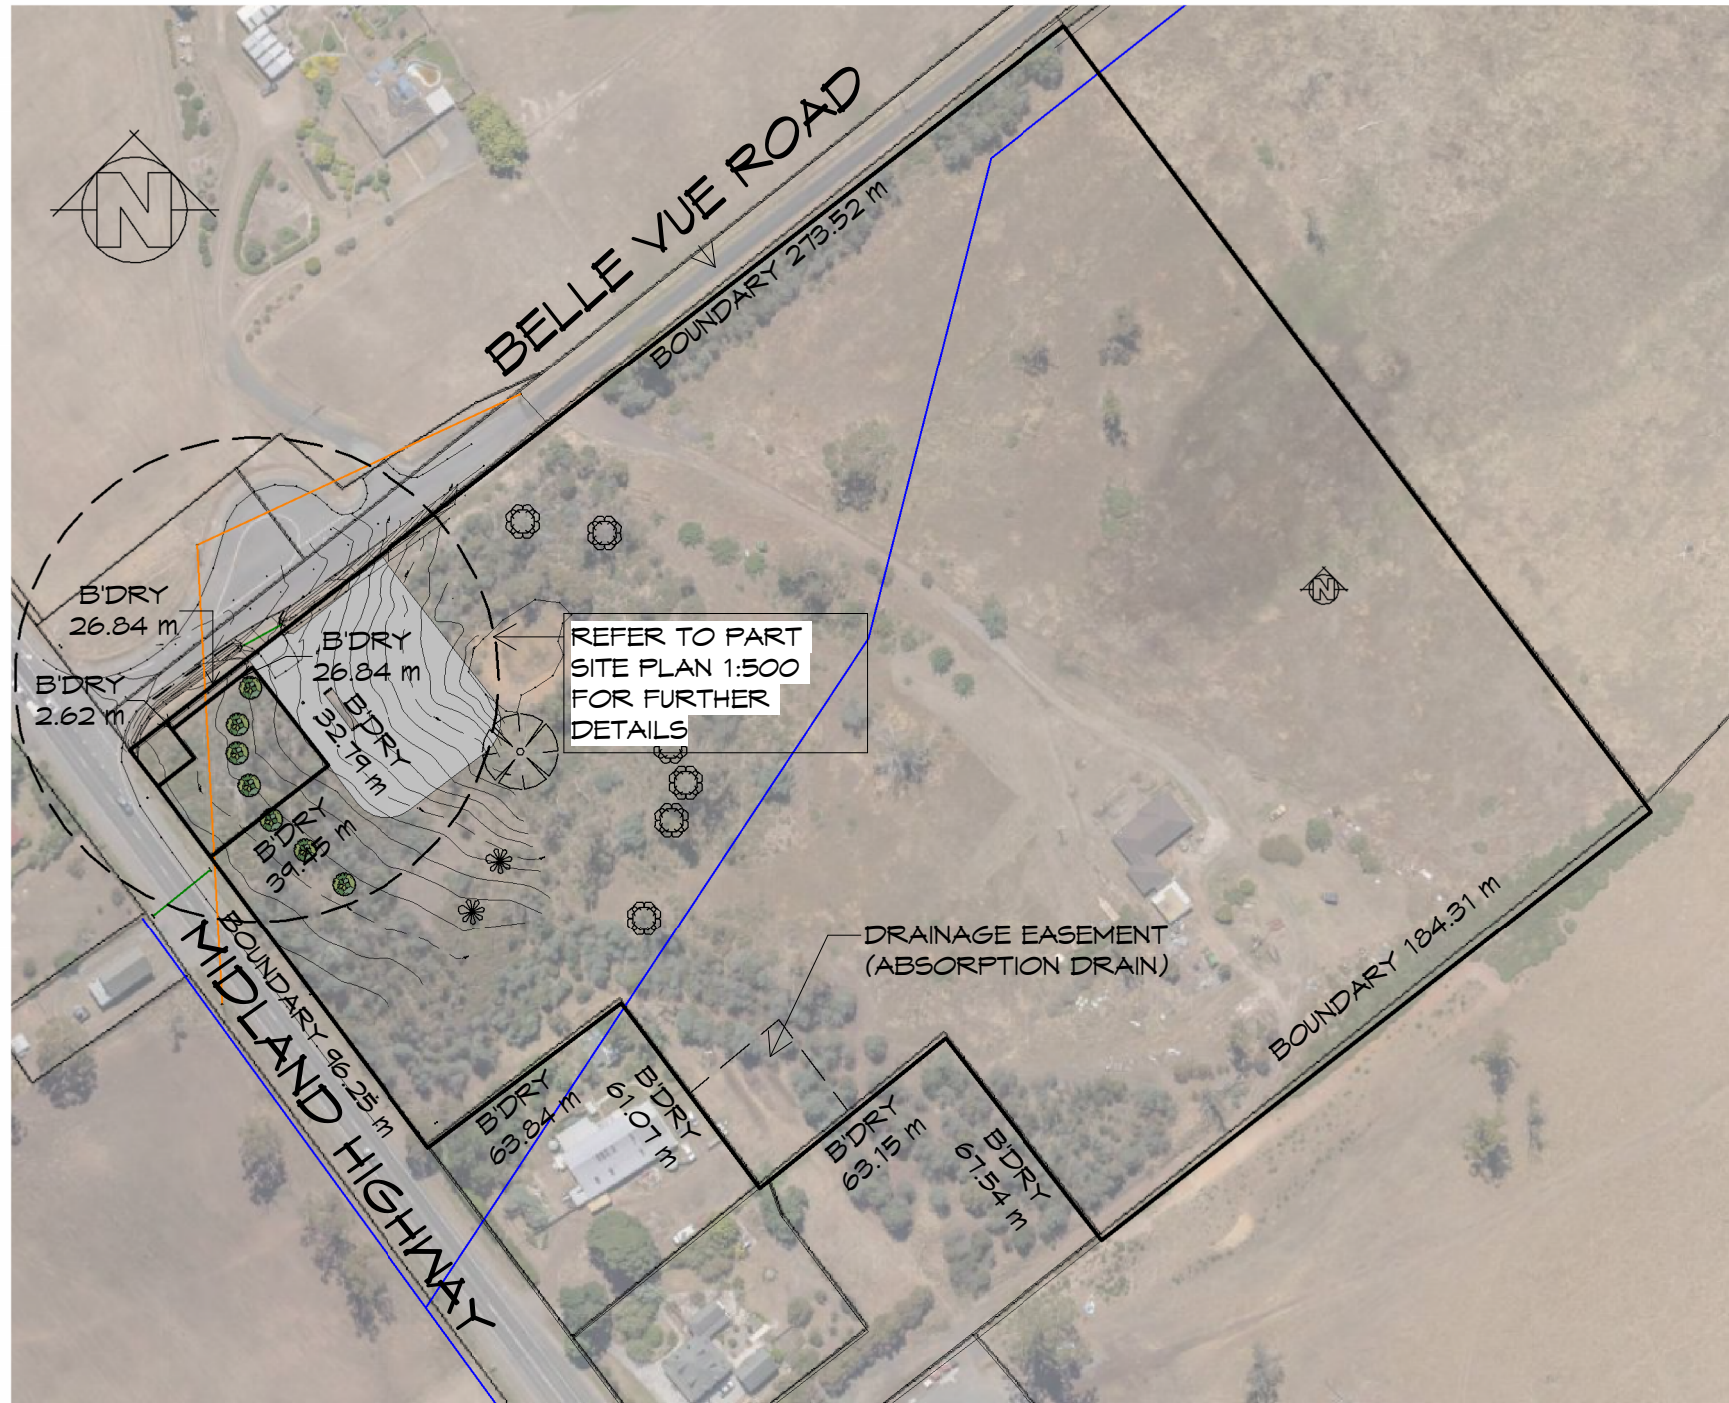 N
BELLE VUE ROAD
BOUNDARY 273.52 m
B'DRY
26.84 m
B'DRY
26.84 m
B'DRY
2.62 m
B'DRY
32.79 m
REFER TO PART
SITE PLAN 1:500
FOR FURTHER
DETAILS
N
B'DRY
39.45 m
BOUNDARY 96.25 m
MIDLAND HIGHWAY
DRAINAGE EASEMENT
(ABSORPTION DRAIN)
BOUNDARY 184.31 m
B'DRY
63.84 m
B'DRY
61.07 m
B'DRY
63.15 m
B'DRY
67.54 m